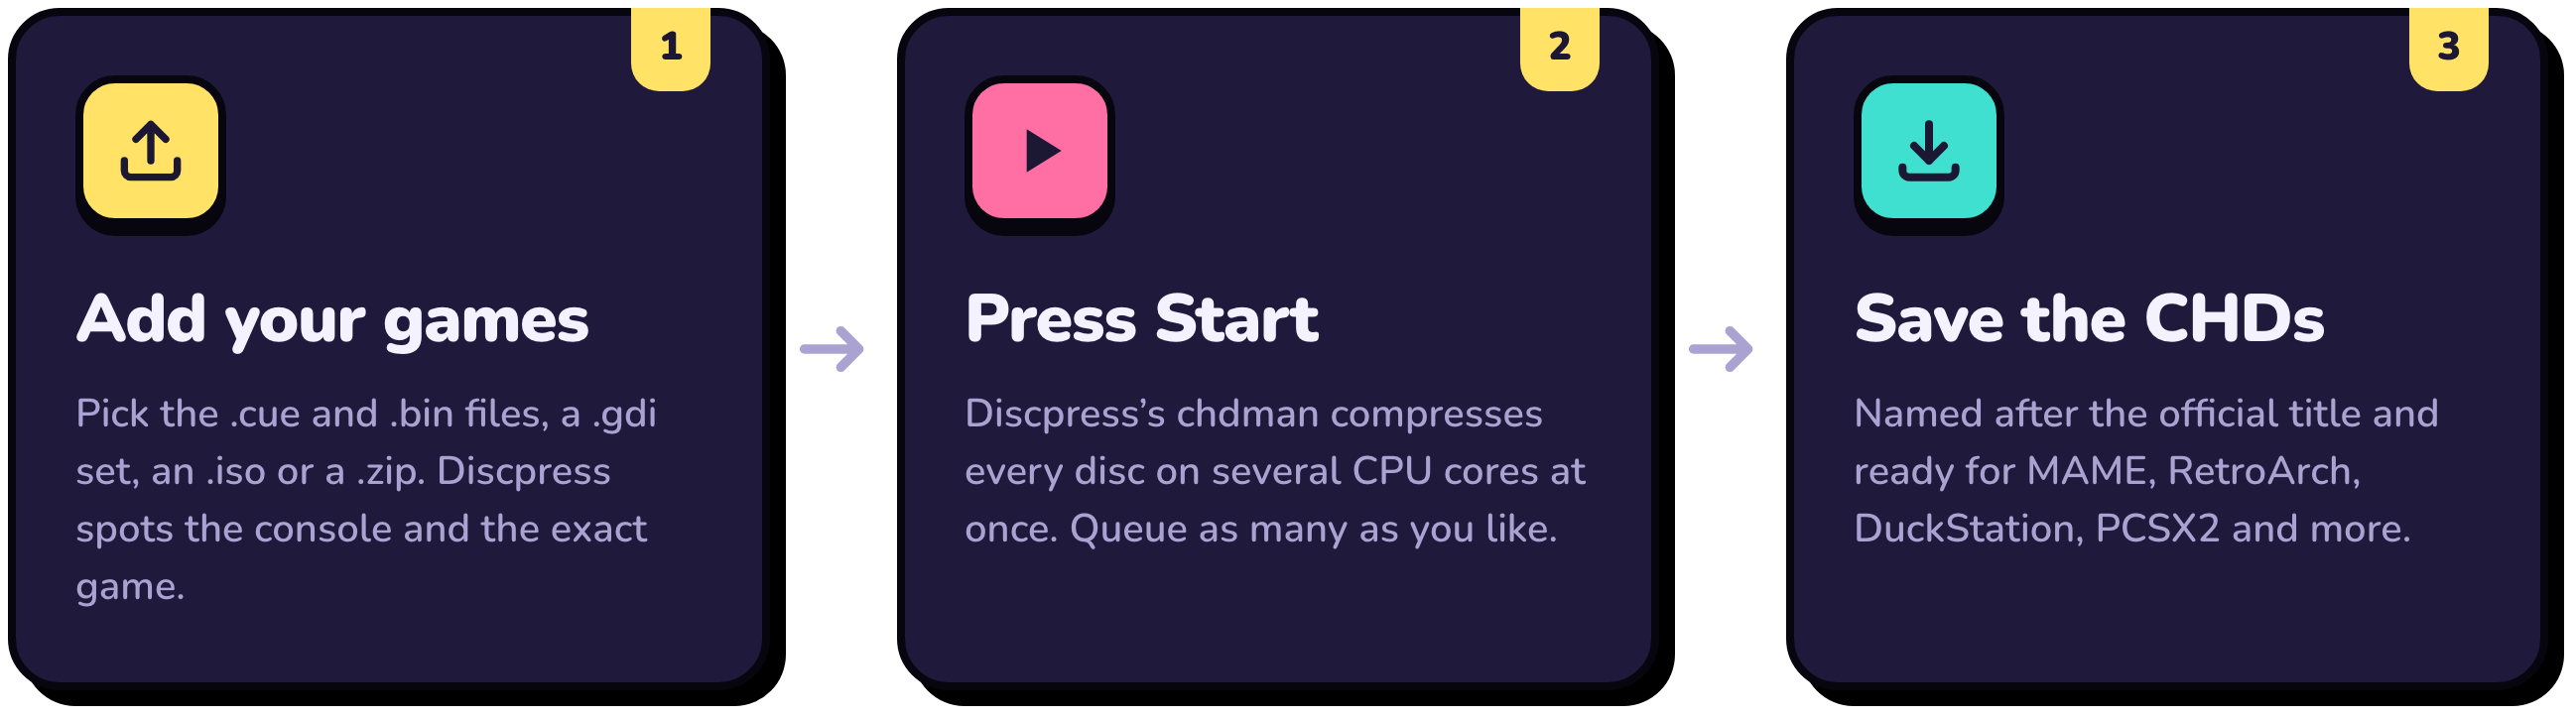 1
Add your games
Pick the .cue and .bin files, a .gdi
set, an .iso or a .zip. Discpress
spots the console and the exact
game.
2
Press Start
Discpress’s chdman compresses
every disc on several CPU cores at
once. Queue as many as you like.
3
Save the CHDs
Named after the official title and
ready for MAME, RetroArch,
DuckStation, PCSX2 and more.